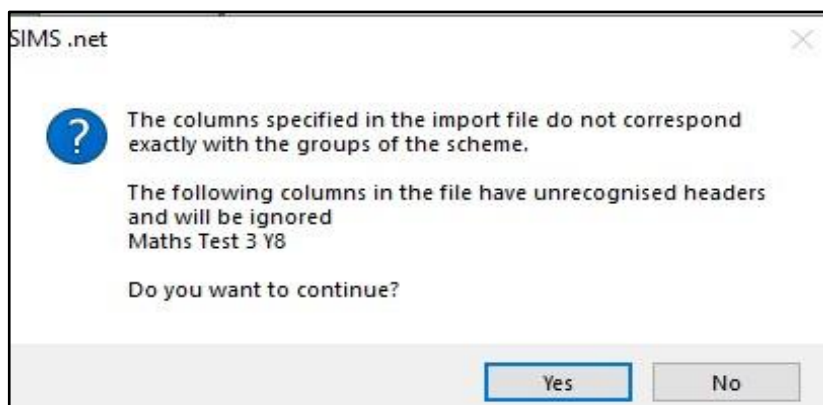 SIMS .net
?
The columns specified in the import file do not correspond
exactly with the groups of the scheme.
The following columns in the file have unrecognised headers
and will be ignored
Maths Test 3 Y8
Do you want to continue?
Yes No